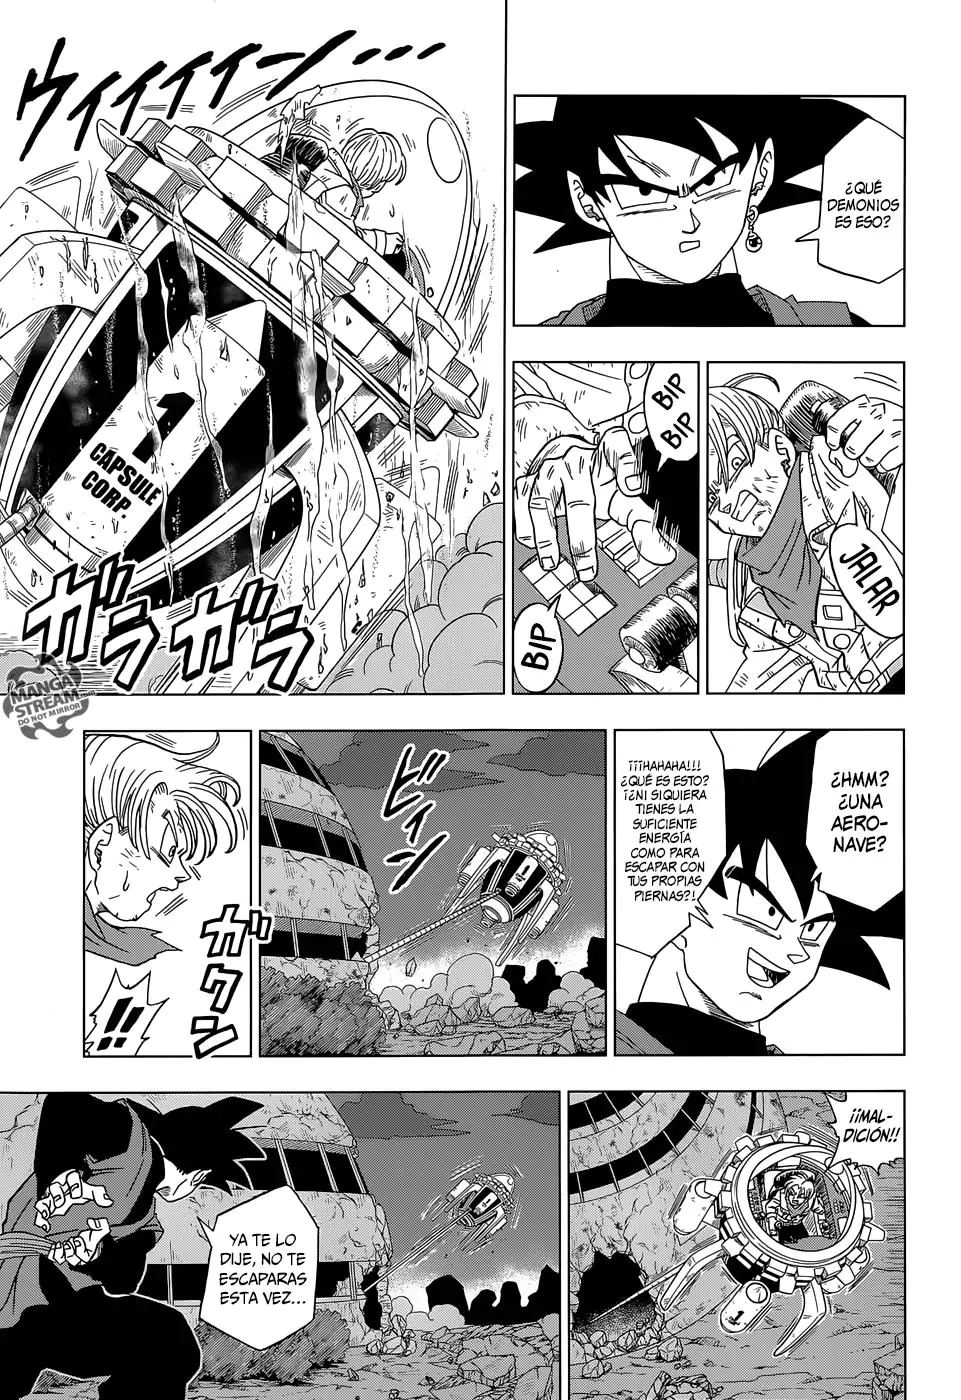 ウイイイイーン・・・
¿QUÉ
DEMONIOS
ES ESO?
JALAR
BIP
BIP
BIP
1
CAPSULE
CORP.
ガラガラ
MANGA
STREAM.com
DO NOT MIRROR
¿HMM?
¿UNA
AERO-
NAVE?
¡¡¡HAHAHA!!!
¿QUÉ ES ESTO?
¡¿NI SIQUIERA
TIENES LA
SUFICIENTE
ENERGÍA
COMO PARA
ESCAPAR CON
TUS PROPIAS
PIERNAS?!
ガクン
!!
¡¡MAL-
DICIÓN!!
1
YA TE LO
DIJE, NO TE
ESCAPARAS
ESTA VEZ...